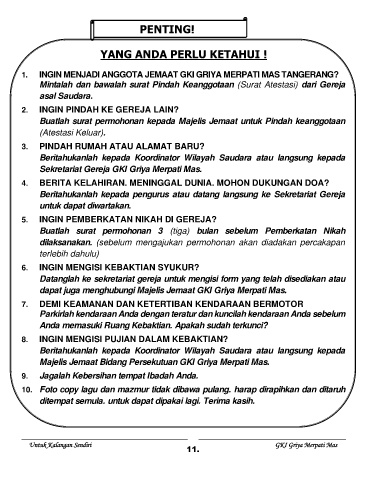 PENTING!
YANG ANDA PERLU KETAHUI !
1. INGIN MENJADI ANGGOTA JEMAAT GKI GRIYA MERPATI MAS TANGERANG?
Mintalah dan bawalah surat Pindah Keanggotaan (Surat Atestasi) dari Gereja
asal Saudara.
2. INGIN PINDAH KE GEREJA LAIN?
Buatlah surat permohonan kepada Majelis Jemaat untuk Pindah keanggotaan
(Atestasi Keluar).
3. PINDAH RUMAH ATAU ALAMAT BARU?
Beritahukanlah kepada Koordinator Wilayah Saudara atau langsung kepada
Sekretariat Gereja GKI Griya Merpati Mas.
4. BERITA KELAHIRAN. MENINGGAL DUNIA. MOHON DUKUNGAN DOA?
Beritahukanlah kepada pengurus atau datang langsung ke Sekretariat Gereja
untuk dapat diwartakan.
5. INGIN PEMBERKATAN NIKAH DI GEREJA?
Buatlah surat permohonan 3 (tiga) bulan sebelum Pemberkatan Nikah
dilaksanakan. (sebelum mengajukan permohonan akan diadakan percakapan
terlebih dahulu)
6. INGIN MENGISI KEBAKTIAN SYUKUR?
Datanglah ke sekretariat gereja untuk mengisi form yang telah disediakan atau
dapat juga menghubungi Majelis Jemaat GKI Griya Merpati Mas.
7. DEMI KEAMANAN DAN KETERTIBAN KENDARAAN BERMOTOR
Parkirlah kendaraan Anda dengan teratur dan kuncilah kendaraan Anda sebelum
Anda memasuki Ruang Kebaktian. Apakah sudah terkunci?
8. INGIN MENGISI PUJIAN DALAM KEBAKTIAN?
Beritahukanlah kepada Koordinator Wilayah Saudara atau langsung kepada
Majelis Jemaat Bidang Persekutuan GKI Griya Merpati Mas.
9. Jagalah Kebersihan tempat Ibadah Anda.
10. Foto copy lagu dan mazmur tidak dibawa pulang. harap dirapihkan dan ditaruh
ditempat semula. untuk dapat dipakai lagi. Terima kasih.
Untuk Kalangan Sendiri GKI Griya Merpati Mas
11.